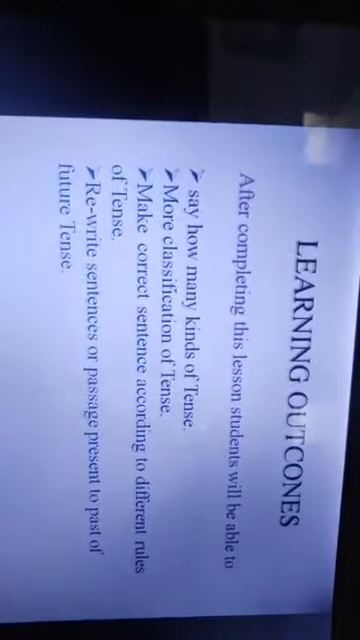 LEARNING OUTCONES
After completing this lesson students will be able to
➢ say how many kinds of Tense.
➢More classification of Tense.
➢Make correct sentence according to different rules
of Tense.
➢Re-write sentences or passage present to past of
future Tense.